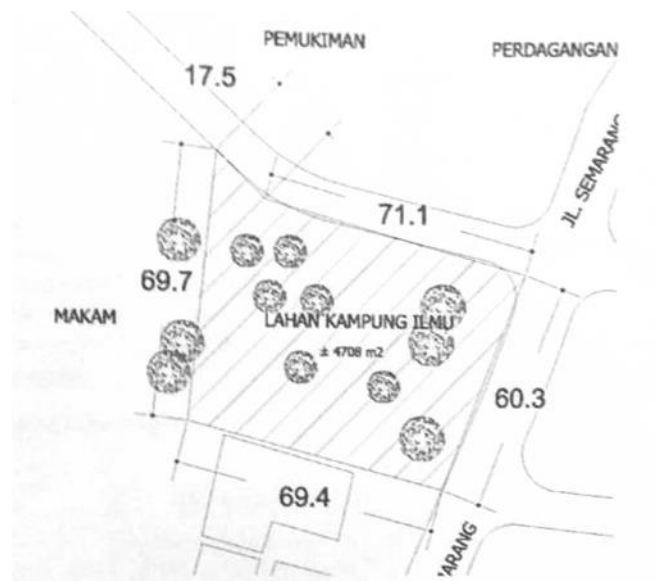 PEMUKIMAN
PERDAGANGAN
17.5
JL. SEMARANG
71.1
69.7
MAKAM
LAHAN KAMPUNG ILMU
± 4708 m2
60.3
69.4
ARANG